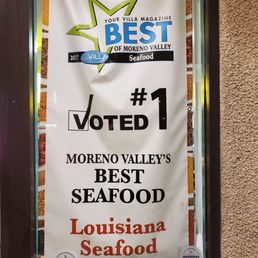 YOUR VILLA MAGAZINE
BEST
OF MORENO VALLEY
2017 VILLA Seafood
#1
VOTED
MORENO VALLEY'S
BEST
SEAFOOD
Louisiana
Seafood